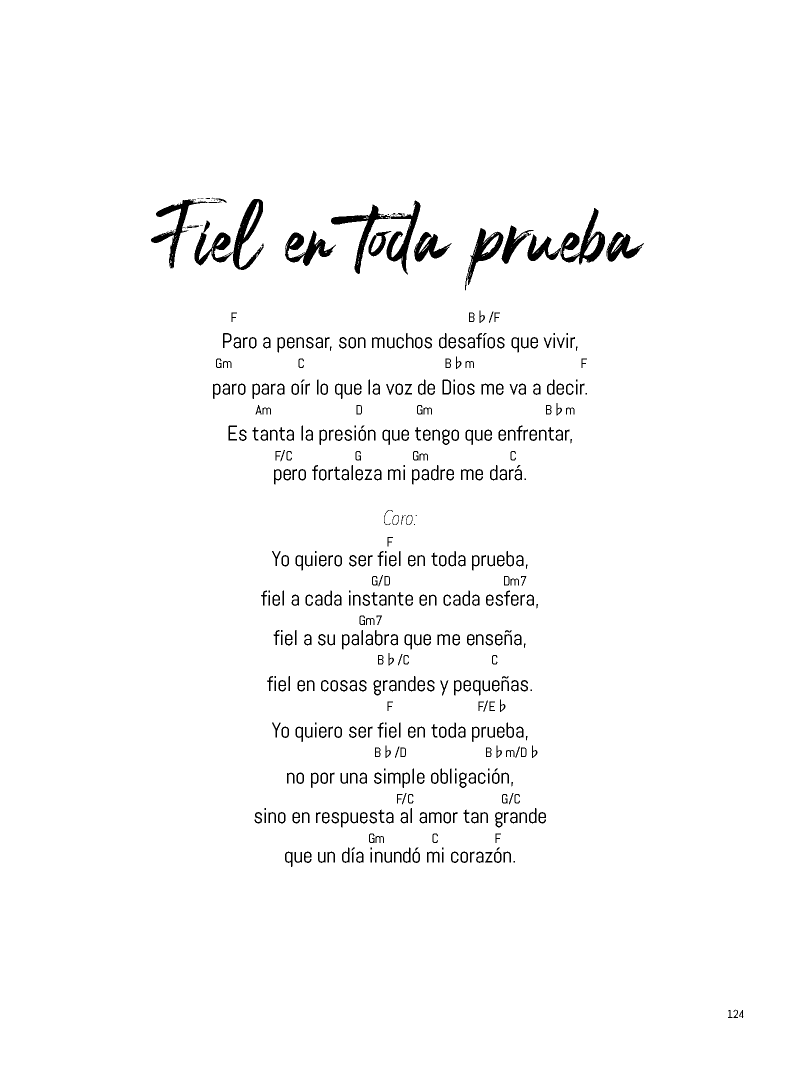 Fiel en toda prueba
F B♭/F
Paro a pensar, son muchos desafíos que vivir,
Gm C B♭m F
paro para oír lo que la voz de Dios me va a decir.
Am D Gm B♭m
Es tanta la presión que tengo que enfrentar,
F/C G Gm C
pero fortaleza mi padre me dará.
Coro:
F
Yo quiero ser fiel en toda prueba,
G/D Dm7
fiel a cada instante en cada esfera,
Gm7
fiel a su palabra que me enseña,
B♭/C C
fiel en cosas grandes y pequeñas.
F F/E♭
Yo quiero ser fiel en toda prueba,
B♭/D B♭m/D♭
no por una simple obligación,
F/C G/C
sino en respuesta al amor tan grande
Gm C F
que un día inundó mi corazón.
124